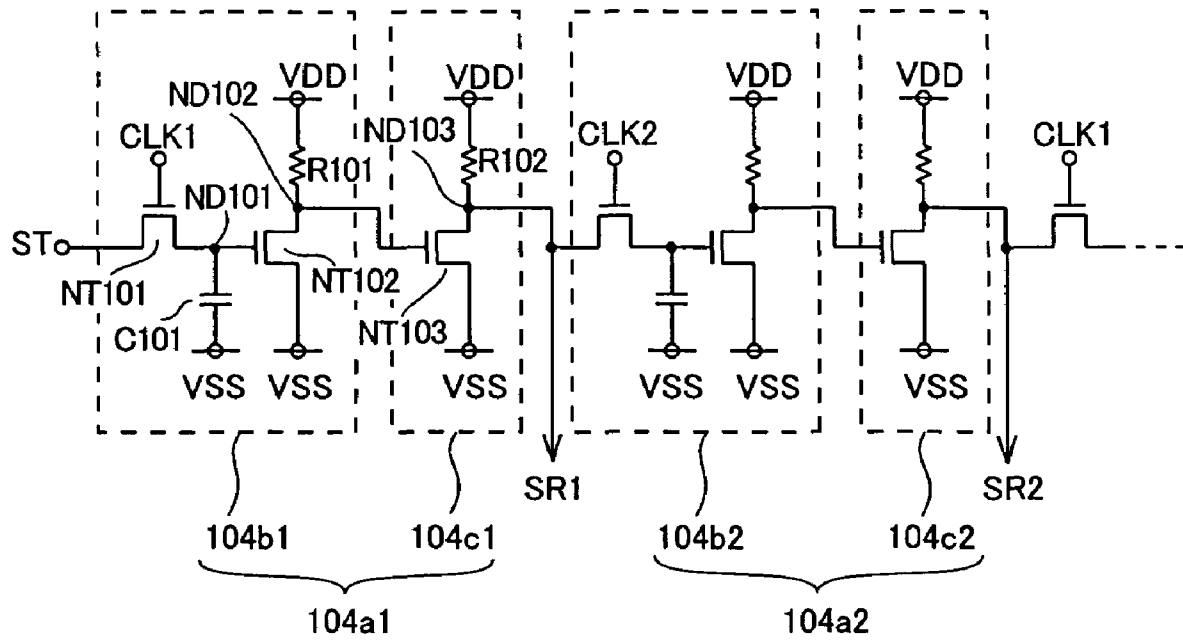 VDD
VDD
VDD
VDD
ND102
ND103
CLK1
CLK2
CLK1
R101
R102
ND101
ST
NT101
NT102
NT103
C101
VSS
VSS
VSS
VSS
VSS
VSS
SR1
SR2
104b1
104c1
104b2
104c2
104a1
104a2